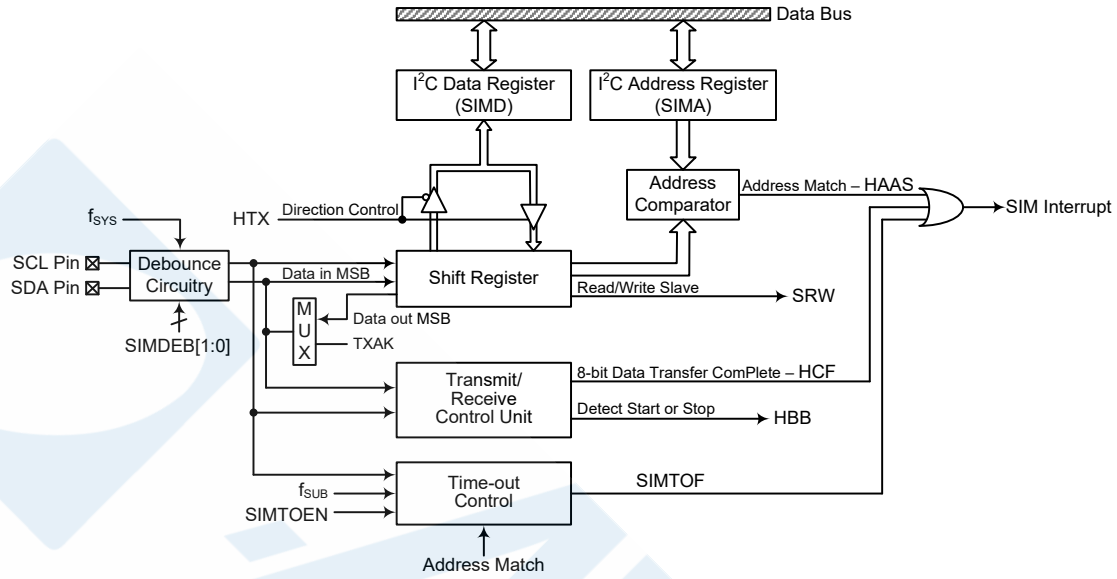 Data Bus
I²C Data Register
(SIMD)
I²C Address Register
(SIMA)
Address
Comparator
Address Match – HAAS
SIM Interrupt
HTX
Direction Control
fSYS
SCL Pin
SDA Pin
Debounce
Circuitry
SIMDEB[1:0]
Data in MSB
Shift Register
Read/Write Slave
SRW
M
U
X
Data out MSB
TXAK
Transmit/
Receive
Control Unit
8-bit Data Transfer ComPlete – HCF
Detect Start or Stop
HBB
Time-out
Control
fSUB
SIMTOEN
SIMTOF
Address Match